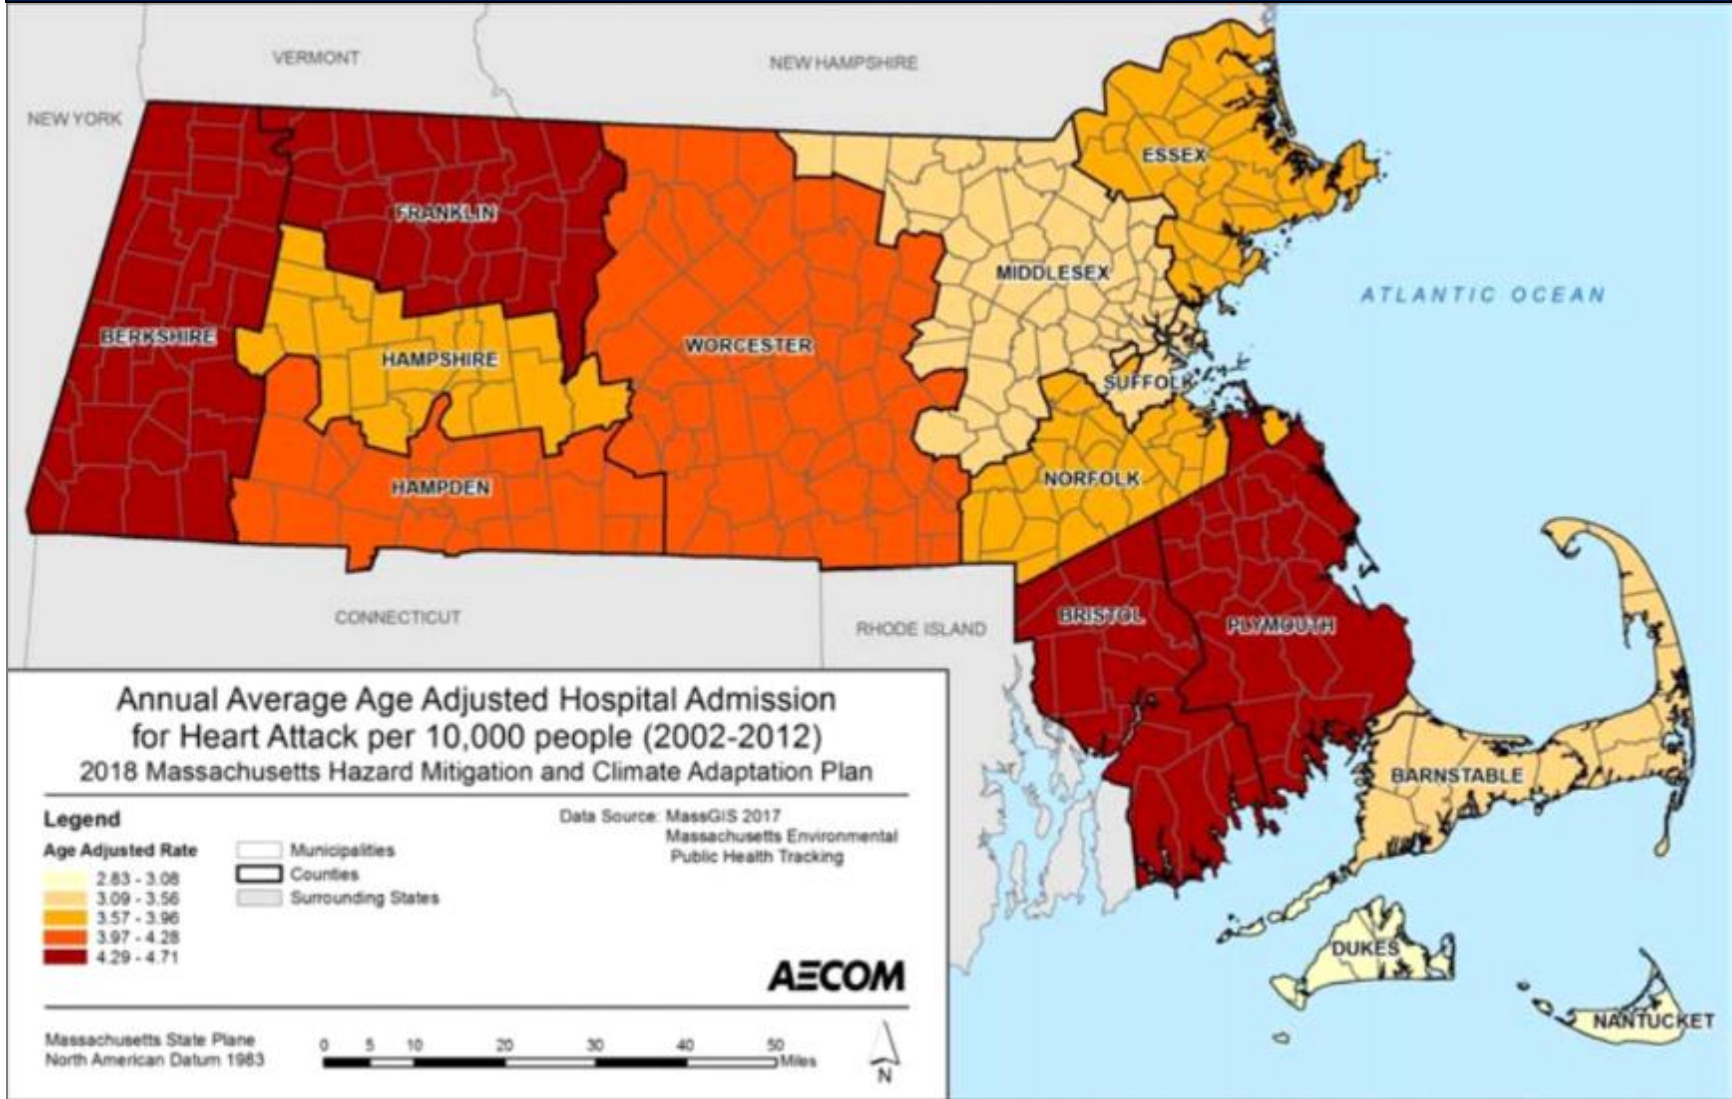 VERMONT
NEW HAMPSHIRE
NEW YORK
ESSEX
FRANKLIN
MIDDLESEX
ATLANTIC OCEAN
BERKSHIRE
HAMPSHIRE
WORCESTER
SUFFOLK
HAMPDEN
NORFOLK
CONNECTICUT
RHODE ISLAND
BRISTOL
PLYMOUTH
BARNSTABLE
DUKES
NANTUCKET
Annual Average Age Adjusted Hospital Admission
for Heart Attack per 10,000 people (2002-2012)
2018 Massachusetts Hazard Mitigation and Climate Adaptation Plan
Legend
Age Adjusted Rate
2.83 - 3.08
3.09 - 3.56
3.57 - 3.96
3.97 - 4.28
4.29 - 4.71
Municipalities
Counties
Surrounding States
Data Source: MassGIS 2017
Massachusetts Environmental
Public Health Tracking
AECOM
Massachusetts State Plane
North American Datum 1983
0 5 10 20 30 40 50 Miles
N